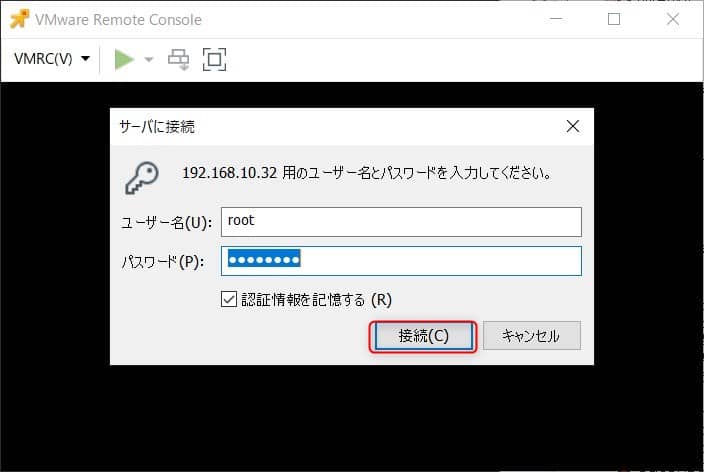 VMware Remote Console
VMRC(V)
サーバに接続
192.168.10.32 用のユーザー名とパスワードを入力してください。
ユーザー名(U): root
パスワード(P): ●●●●●●●●
認証情報を記憶する (R)
接続(C) キャンセル